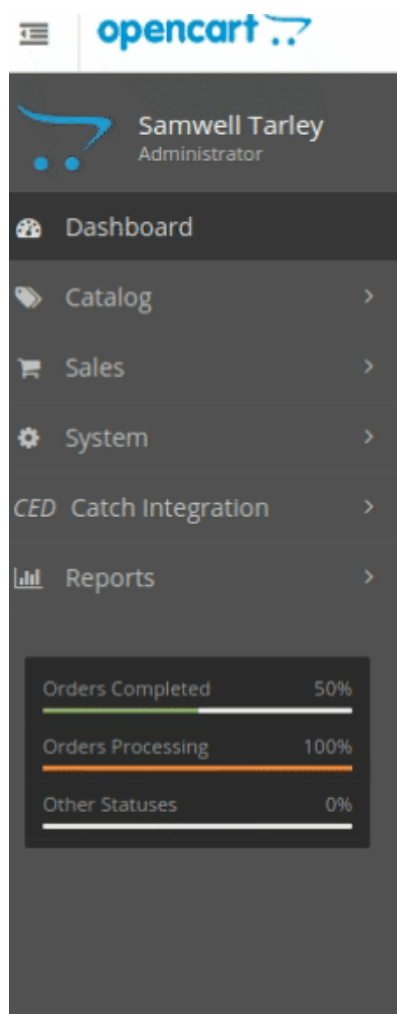 opencart
Samwell Tarley
Administrator
Dashboard
Catalog
Sales
System
CED Catch Integration
Reports
Orders Completed 50%
Orders Processing 100%
Other Statuses 0%